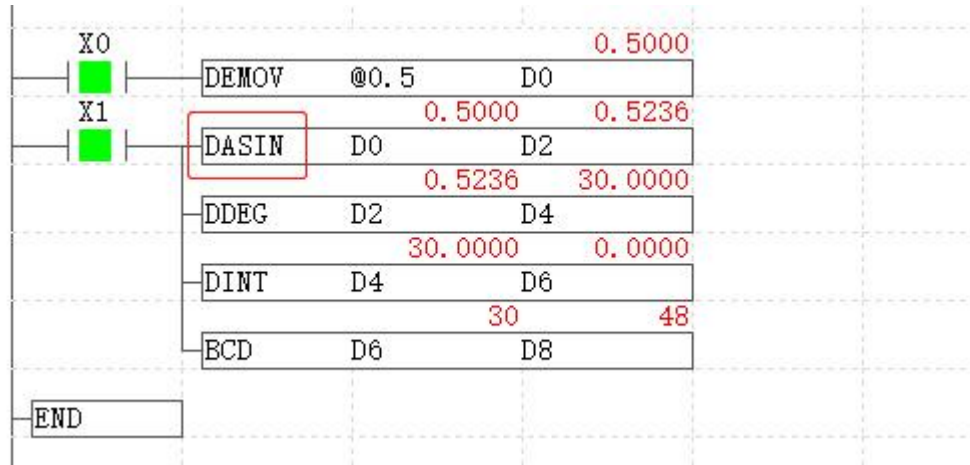 X0 0.5000
DEMOV @0.5 D0
X1 0.5000 0.5236
DASIN D0 D2
0.5236 30.0000
DDEG D2 D4
30.0000 0.0000
DINT D4 D6
30 48
BCD D6 D8
END